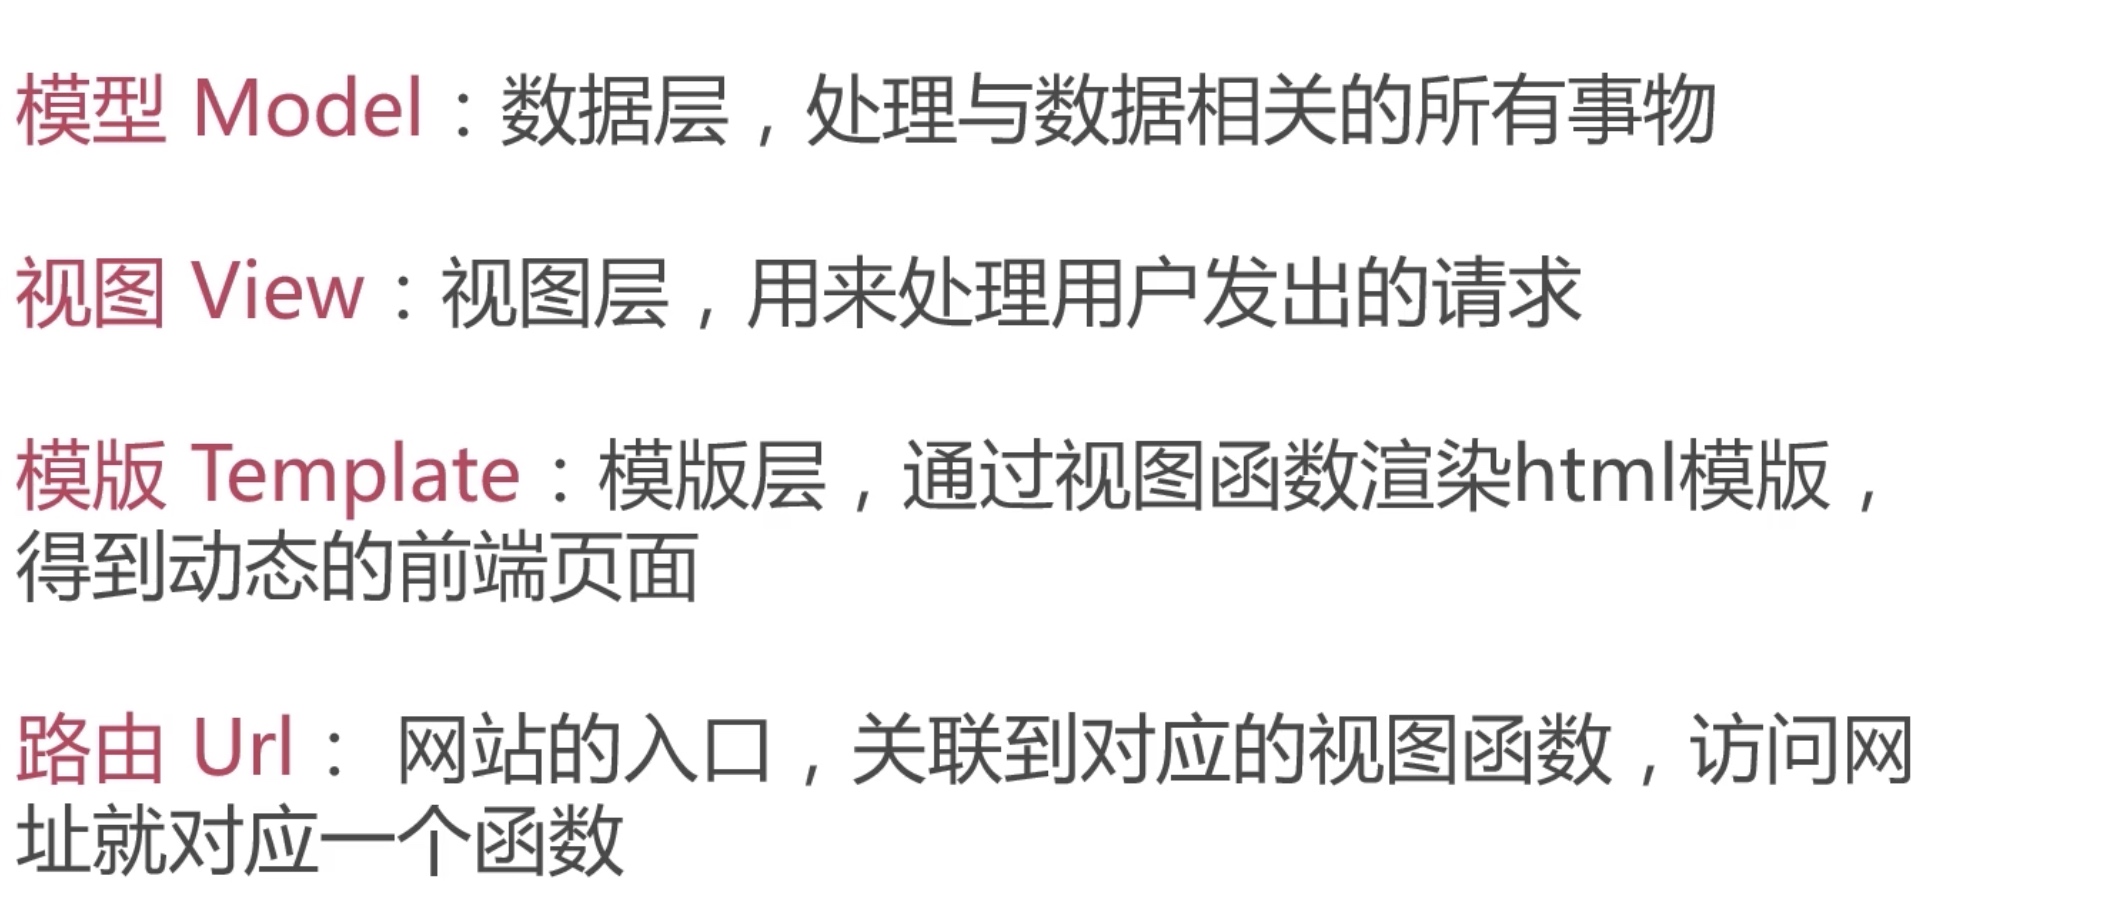 模型 Model：数据层，处理与数据相关的所有事物
视图 View：视图层，用来处理用户发出的请求
模版 Template：模版层，通过视图函数渲染html模版，
得到动态的前端页面
路由 Url： 网站的入口，关联到对应的视图函数，访问网
址就对应一个函数